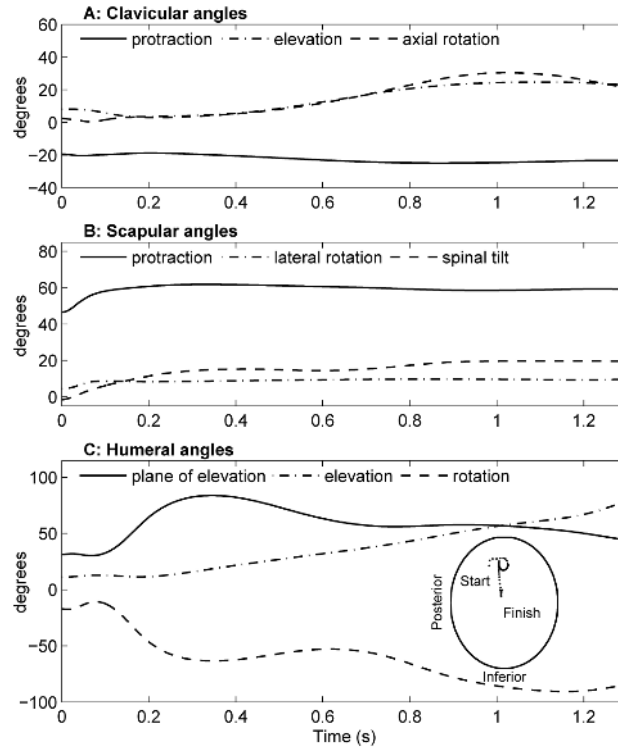 A: Clavicular angles
protraction elevation axial rotation
60
40
20
0
−20
−40
degrees
0 0.2 0.4 0.6 0.8 1 1.2
B: Scapular angles
protraction lateral rotation spinal tilt
80
60
40
20
0
degrees
0 0.2 0.4 0.6 0.8 1 1.2
C: Humeral angles
plane of elevation elevation rotation
100
50
0
−50
−100
degrees
Posterior
Start
Finish
Inferior
0 0.2 0.4 0.6 0.8 1 1.2
Time (s)